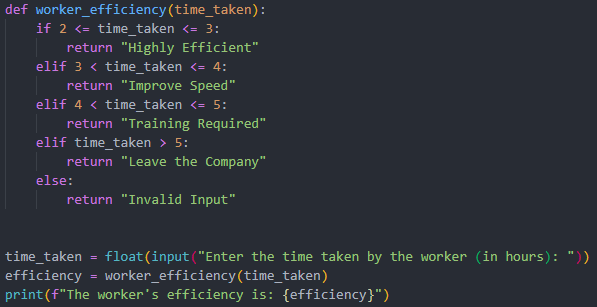 def worker_efficiency(time_taken):
    if 2 <= time_taken <= 3:
        return "Highly Efficient"
    elif 3 < time_taken <= 4:
        return "Improve Speed"
    elif 4 < time_taken <= 5:
        return "Training Required"
    elif time_taken > 5:
        return "Leave the Company"
    else:
        return "Invalid Input"
time_taken = float(input("Enter the time taken by the worker (in hours): "))
efficiency = worker_efficiency(time_taken)
print(f"The worker's efficiency is: {efficiency}")